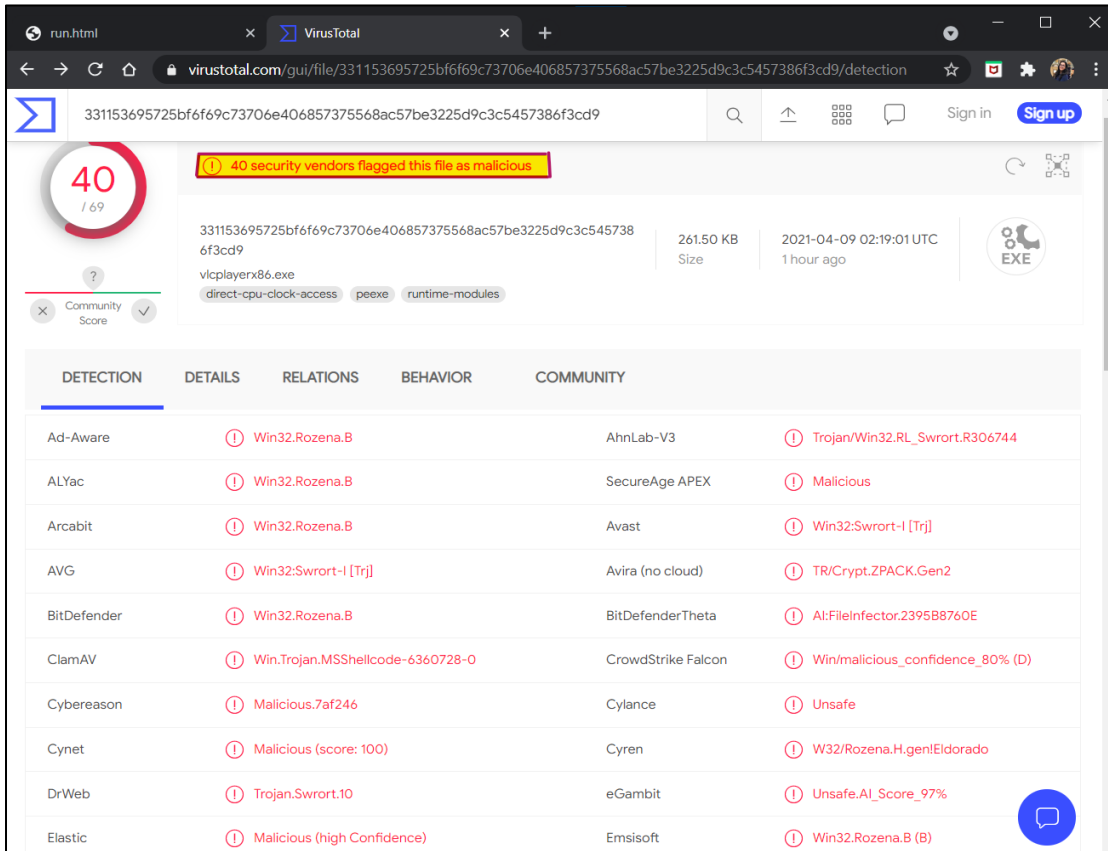 run.html
VirusTotal
virustotal.com/gui/file/331153695725bf6f69c73706e406857375568ac57be3225d9c3c5457386f3cd9/detection
331153695725bf6f69c73706e406857375568ac57be3225d9c3c5457386f3cd9
Sign in
Sign up
40
/ 69
40 security vendors flagged this file as malicious
331153695725bf6f69c73706e406857375568ac57be3225d9c3c545738
6f3cd9
vlcplayerx86.exe
direct-cpu-clock-access peexe runtime-modules
261.50 KB
Size
2021-04-09 02:19:01 UTC
1 hour ago
EXE
?
Community
Score
DETECTION DETAILS RELATIONS BEHAVIOR COMMUNITY
Ad-Aware Win32.Rozena.B AhnLab-V3 Trojan/Win32.RL_Swrort.R306744
ALYac Win32.Rozena.B SecureAge APEX Malicious
Arcabit Win32.Rozena.B Avast Win32:Swrort-I [Trj]
AVG Win32:Swrort-I [Trj] Avira (no cloud) TR/Crypt.ZPACK.Gen2
BitDefender Win32.Rozena.B BitDefenderTheta AI:FileInfector.2395B8760E
ClamAV Win.Trojan.MSShellcode-6360728-0 CrowdStrike Falcon Win/malicious_confidence_80% (D)
Cybereason Malicious.7af246 Cylance Unsafe
Cynet Malicious (score: 100) Cyren W32/Rozena.H.gen!Eldorado
DrWeb Trojan.Swrort.10 eGambit Unsafe.AI_Score_97%
Elastic Malicious (high Confidence) Emsisoft Win32.Rozena.B (B)